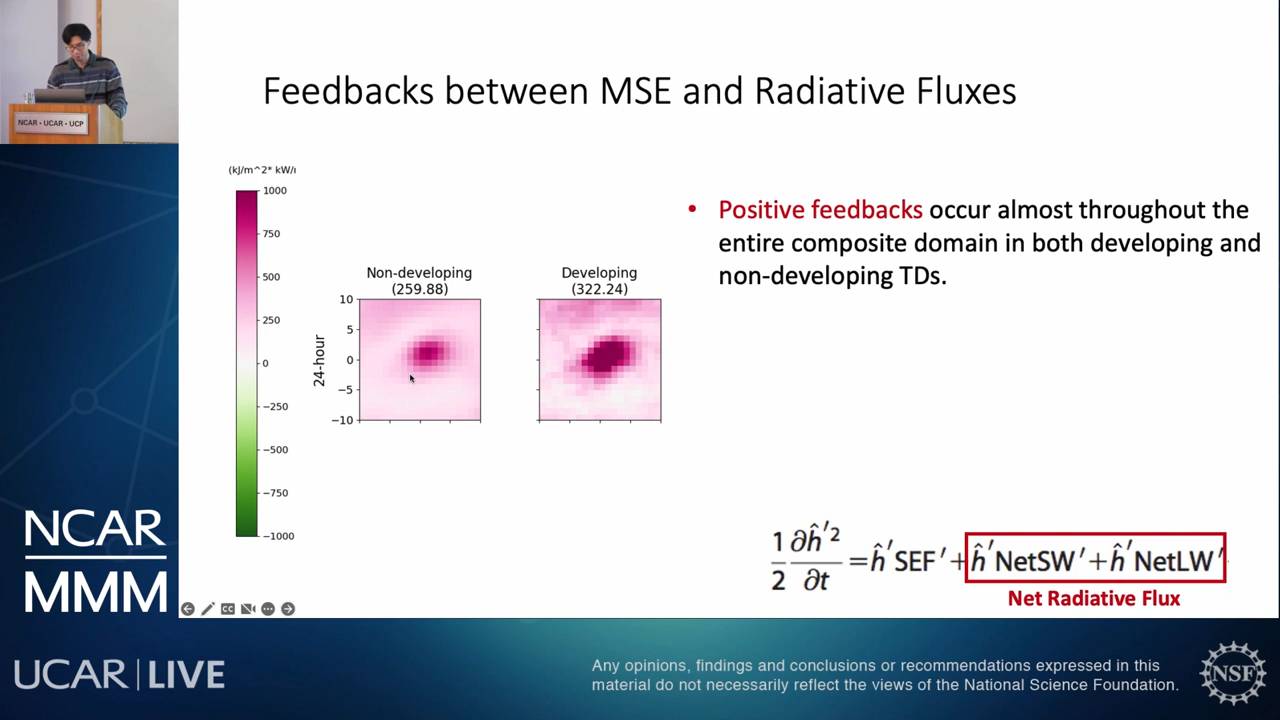 NCAR • UCAR • UCP
Feedbacks between MSE and Radiative Fluxes
(kJ/m^2* kW/
1000
750
500
250
0
−250
−500
−750
−1000
Non-developing
(259.88)
Developing
(322.24)
24-hour
10
5
0
−5
−10
• Positive feedbacks occur almost throughout the
entire composite domain in both developing and
non-developing TDs.
1/2 ∂ĥ′²/∂t =ĥ′SEF′+ĥ′NetSW′+ĥ′NetLW′
Net Radiative Flux
CC
NCAR
MMM
UCAR | LIVE
Any opinions, findings and conclusions or recommendations expressed in this
material do not necessarily reflect the views of the National Science Foundation.
NSF